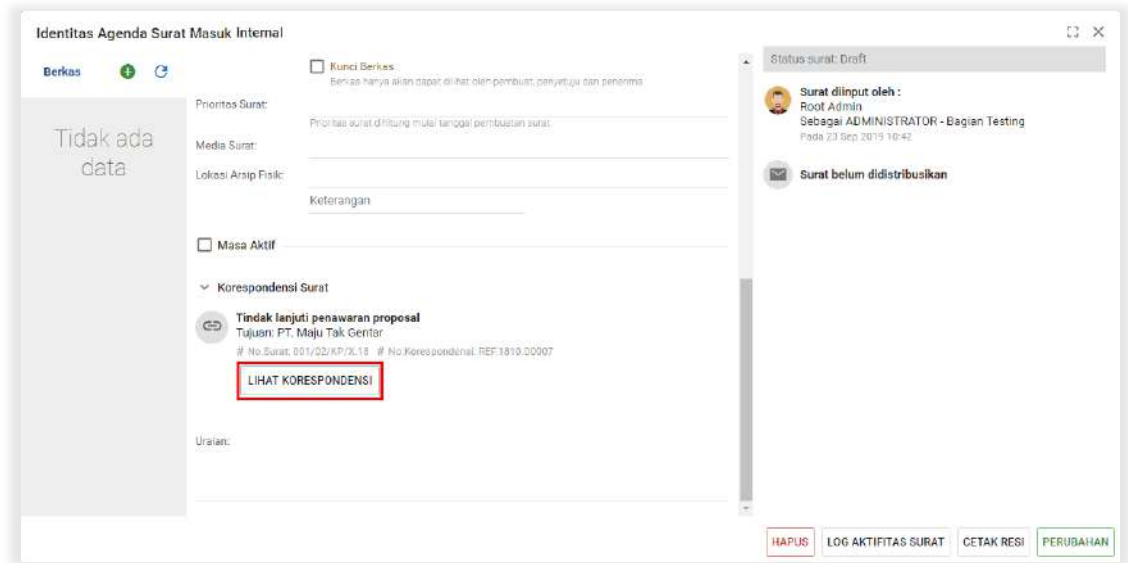 Identitas Agenda Surat Masuk Internal
Berkas
Tidak ada
data
Kunci Berkas
Berkas hanya akan dapat dilihat oleh pembuat, penyetuju dan penerima
Prioritas Surat:
Prioritas surat dihitung mulai tanggal pembuatan surat.
Media Surat:
Lokasi Arsip Fisik:
Keterangan
Masa Aktif
Korespondensi Surat
Tindak lanjuti penawaran proposal
Tujuan: PT. Maju Tak Gentar
# No.Surat: 001/02/KP/X.18 # No.Korespondensi: REF.1810.00007
LIHAT KORESPONDENSI
Uraian:
Status surat: Draft
Surat diinput oleh :
Root Admin
Sebagai ADMINISTRATOR - Bagian Testing
Pada 23 Sep 2019 10:42
Surat belum didistribusikan
HAPUS
LOG AKTIFITAS SURAT
CETAK RESI
PERUBAHAN